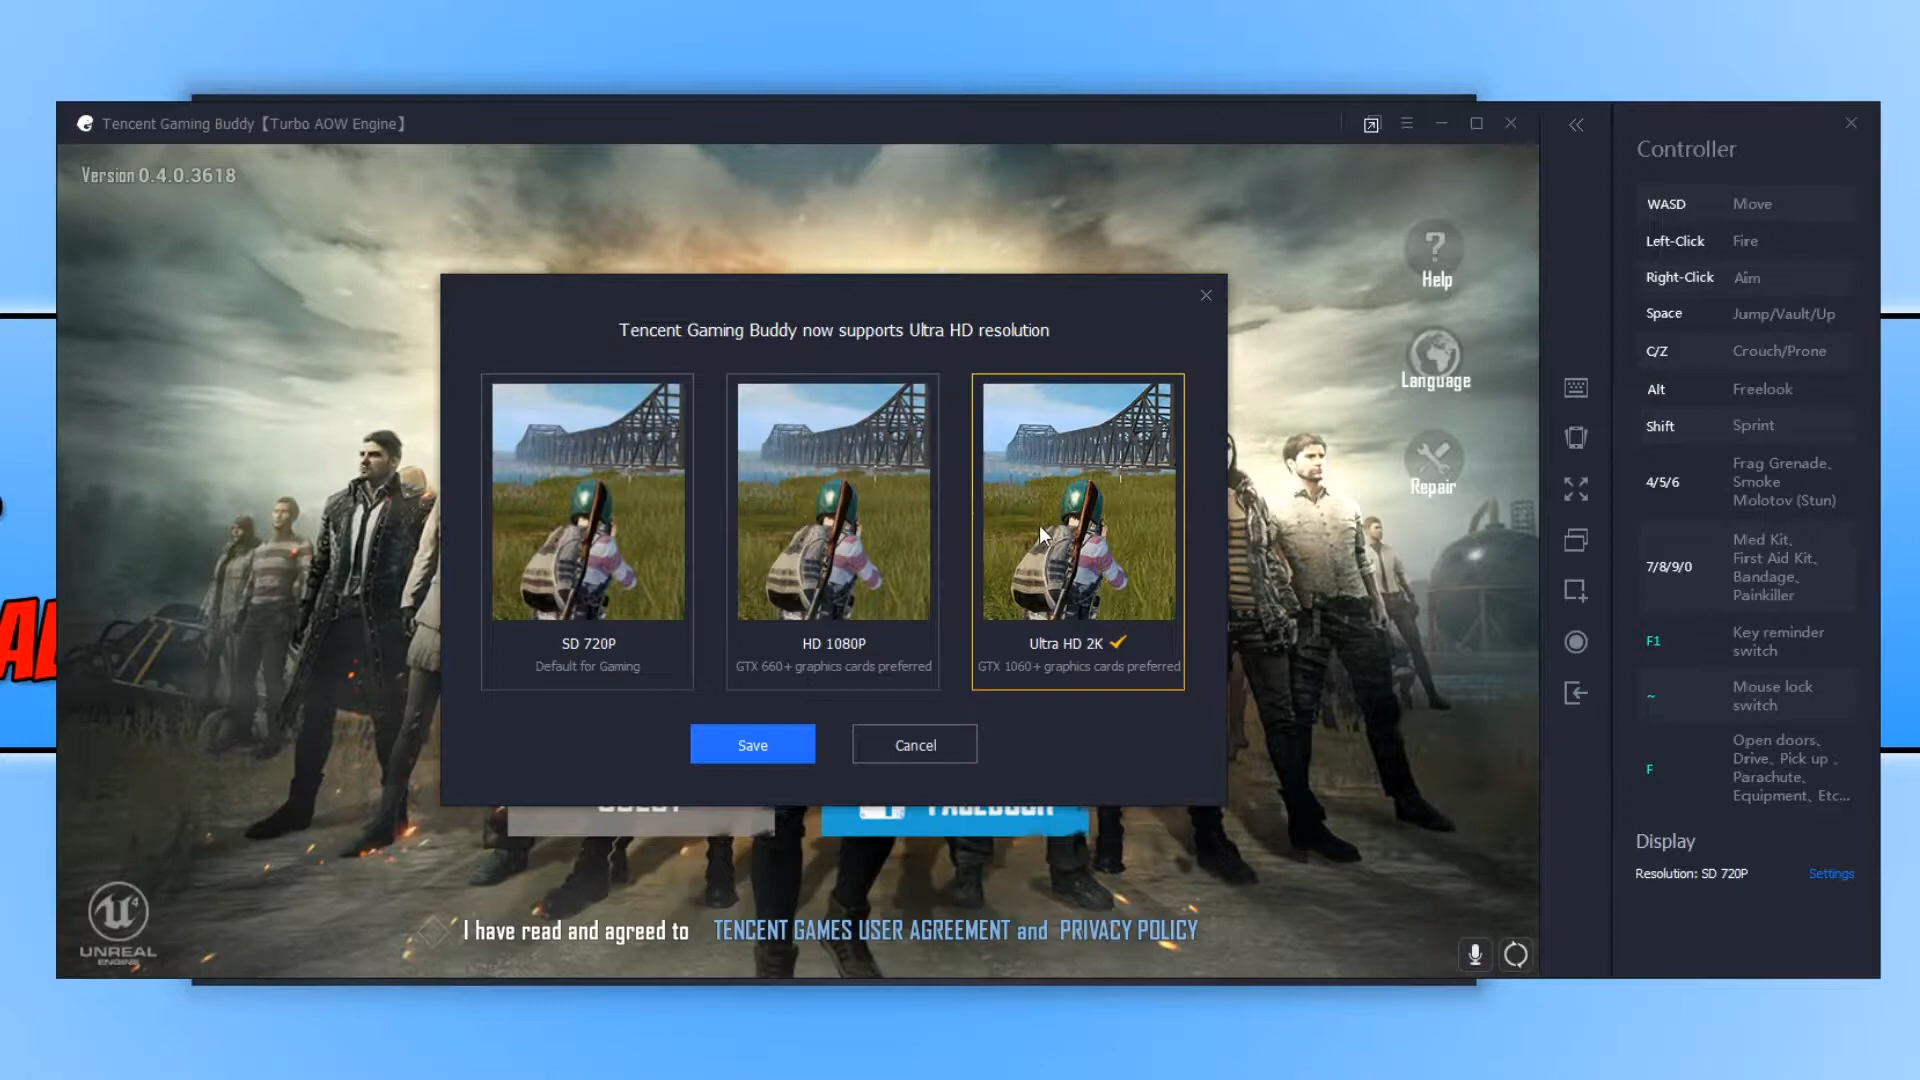 Tencent Gaming Buddy【Turbo AOW Engine】
Version 0.4.0.3618
Help
Language
Repair
Tencent Gaming Buddy now supports Ultra HD resolution
SD 720P
Default for Gaming
HD 1080P
GTX 660+ graphics cards preferred
Ultra HD 2K
GTX 1060+ graphics cards preferred
Save
Cancel
FACEBOOK
I have read and agreed to TENCENT GAMES USER AGREEMENT and PRIVACY POLICY
UNREAL
ENGINE
Controller
WASD Move
Left-Click Fire
Right-Click Aim
Space Jump/Vault/Up
C/Z Crouch/Prone
Alt Freelook
Shift Sprint
4/5/6 Frag Grenade、
Smoke
Molotov (Stun)
7/8/9/0 Med Kit、
First Aid Kit、
Bandage、
Painkiller
F1 Key reminder
switch
~ Mouse lock
switch
F Open doors、
Drive、Pick up 、
Parachute、
Equipment、Etc...
Display
Resolution: SD 720P Settings